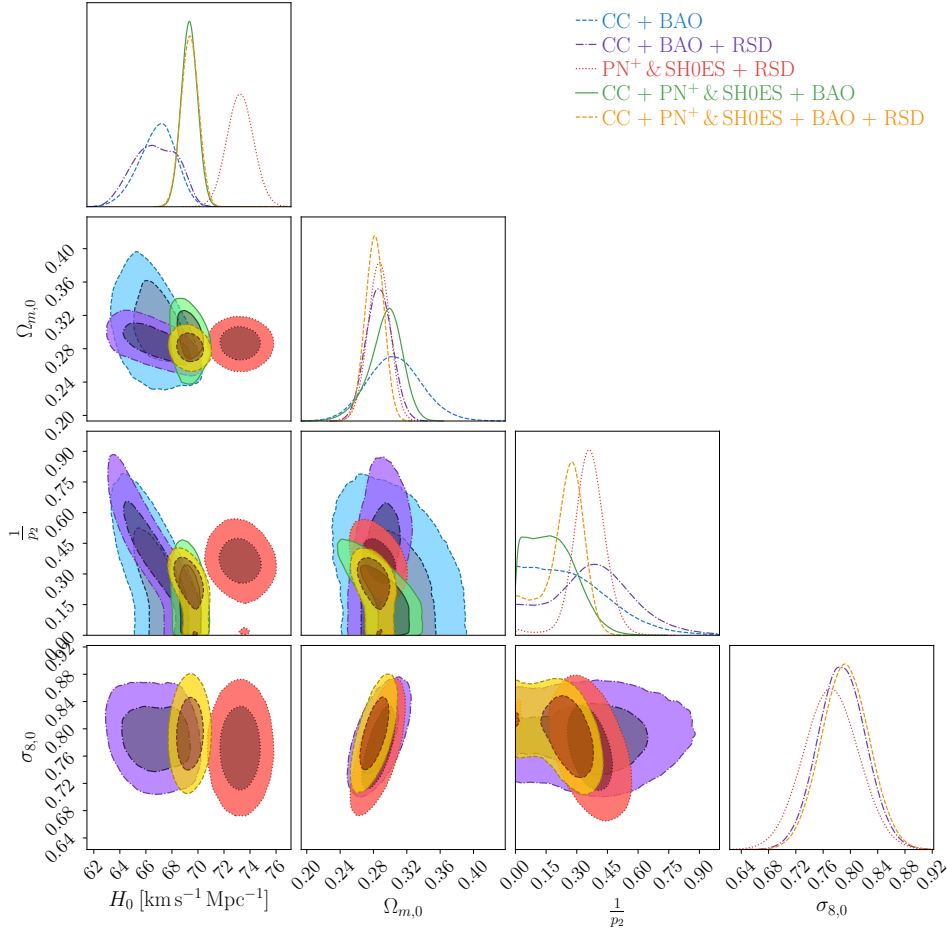 CC + BAO
CC + BAO + RSD
PN⁺ & SH0ES + RSD
CC + PN⁺ & SH0ES + BAO
CC + PN⁺ & SH0ES + BAO + RSD
Ω_{m,0}
0.40
0.36
0.32
0.28
0.24
0.20
1/p₂
0.90
0.75
0.60
0.45
0.30
0.15
0.00
σ_{8,0}
0.92
0.88
0.84
0.80
0.76
0.72
0.68
0.64
62 64 66 68 70 72 74 76
0.20 0.24 0.28 0.32 0.36 0.40
0.00 0.15 0.30 0.45 0.60 0.75 0.90
0.64 0.68 0.72 0.76 0.80 0.84 0.88 0.92
H₀ [km s⁻¹ Mpc⁻¹]
Ω_{m,0}
1/p₂
σ_{8,0}